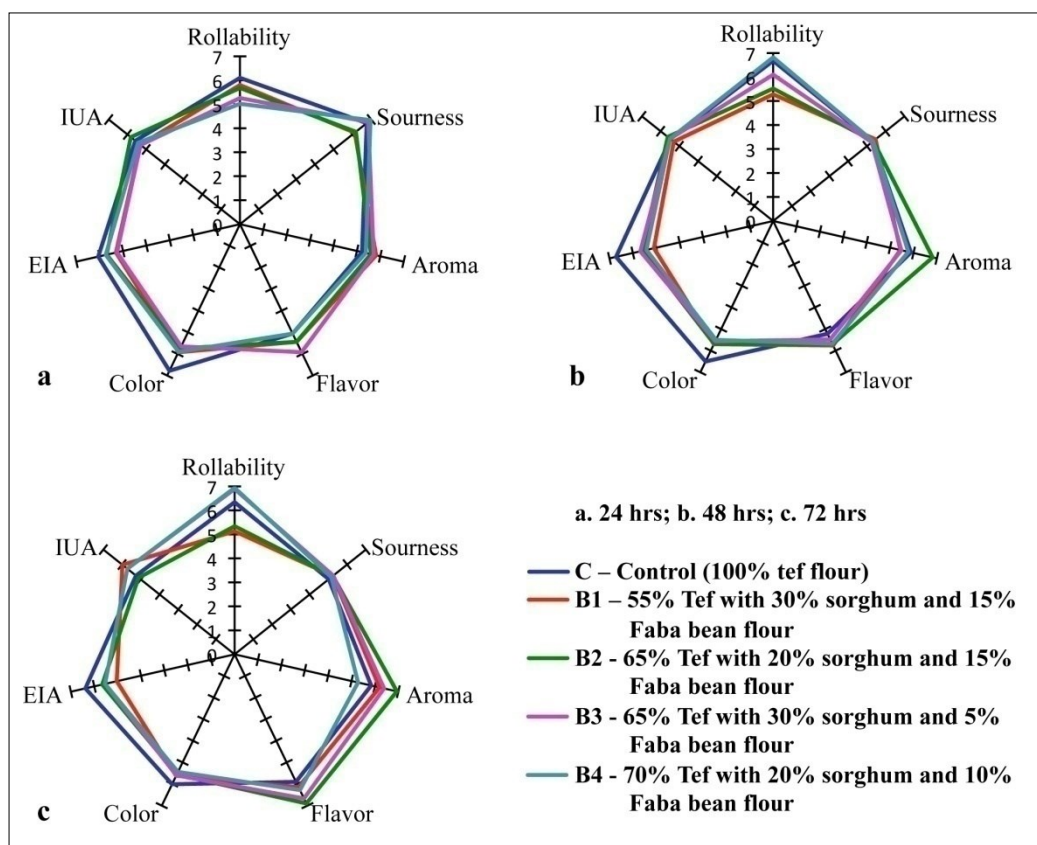 Rollability
7
6
5
4
3
2
1
0
Sourness
Aroma
Flavor
Color
EIA
IUA
a
Rollability
7
6
5
4
3
2
1
0
Sourness
Aroma
Flavor
Color
EIA
IUA
b
Rollability
7
6
5
4
3
2
1
0
Sourness
Aroma
Flavor
Color
EIA
IUA
c
a. 24 hrs; b. 48 hrs; c. 72 hrs
C – Control (100% tef flour)
B1 – 55% Tef with 30% sorghum and 15%
Faba bean flour
B2 - 65% Tef with 20% sorghum and 15%
Faba bean flour
B3 - 65% Tef with 30% sorghum and 5%
Faba bean flour
B4 - 70% Tef with 20% sorghum and 10%
Faba bean flour